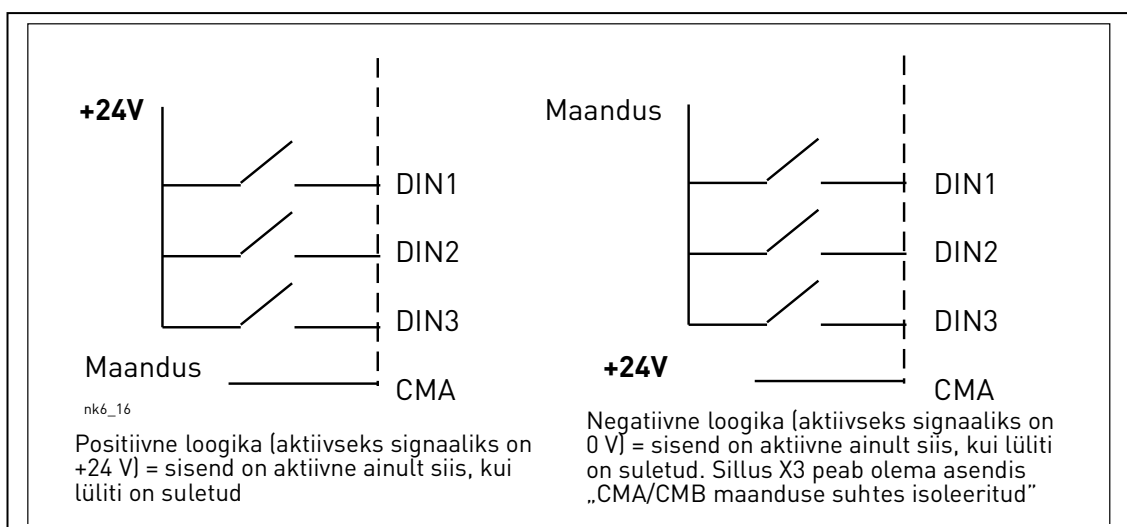 +24V
DIN1
DIN2
DIN3
Maandus
CMA
nk6_16
Positiivne loogika (aktiivseks signaaliks on
+24 V) = sisend on aktiivne ainult siis, kui
lüliti on suletud
Maandus
DIN1
DIN2
DIN3
+24V
CMA
Negatiivne loogika (aktiivseks signaaliks on
0 V) = sisend on aktiivne ainult siis, kui lüliti
on suletud. Sillus X3 peab olema asendis
„CMA/CMB maanduse suhtes isoleeritud”